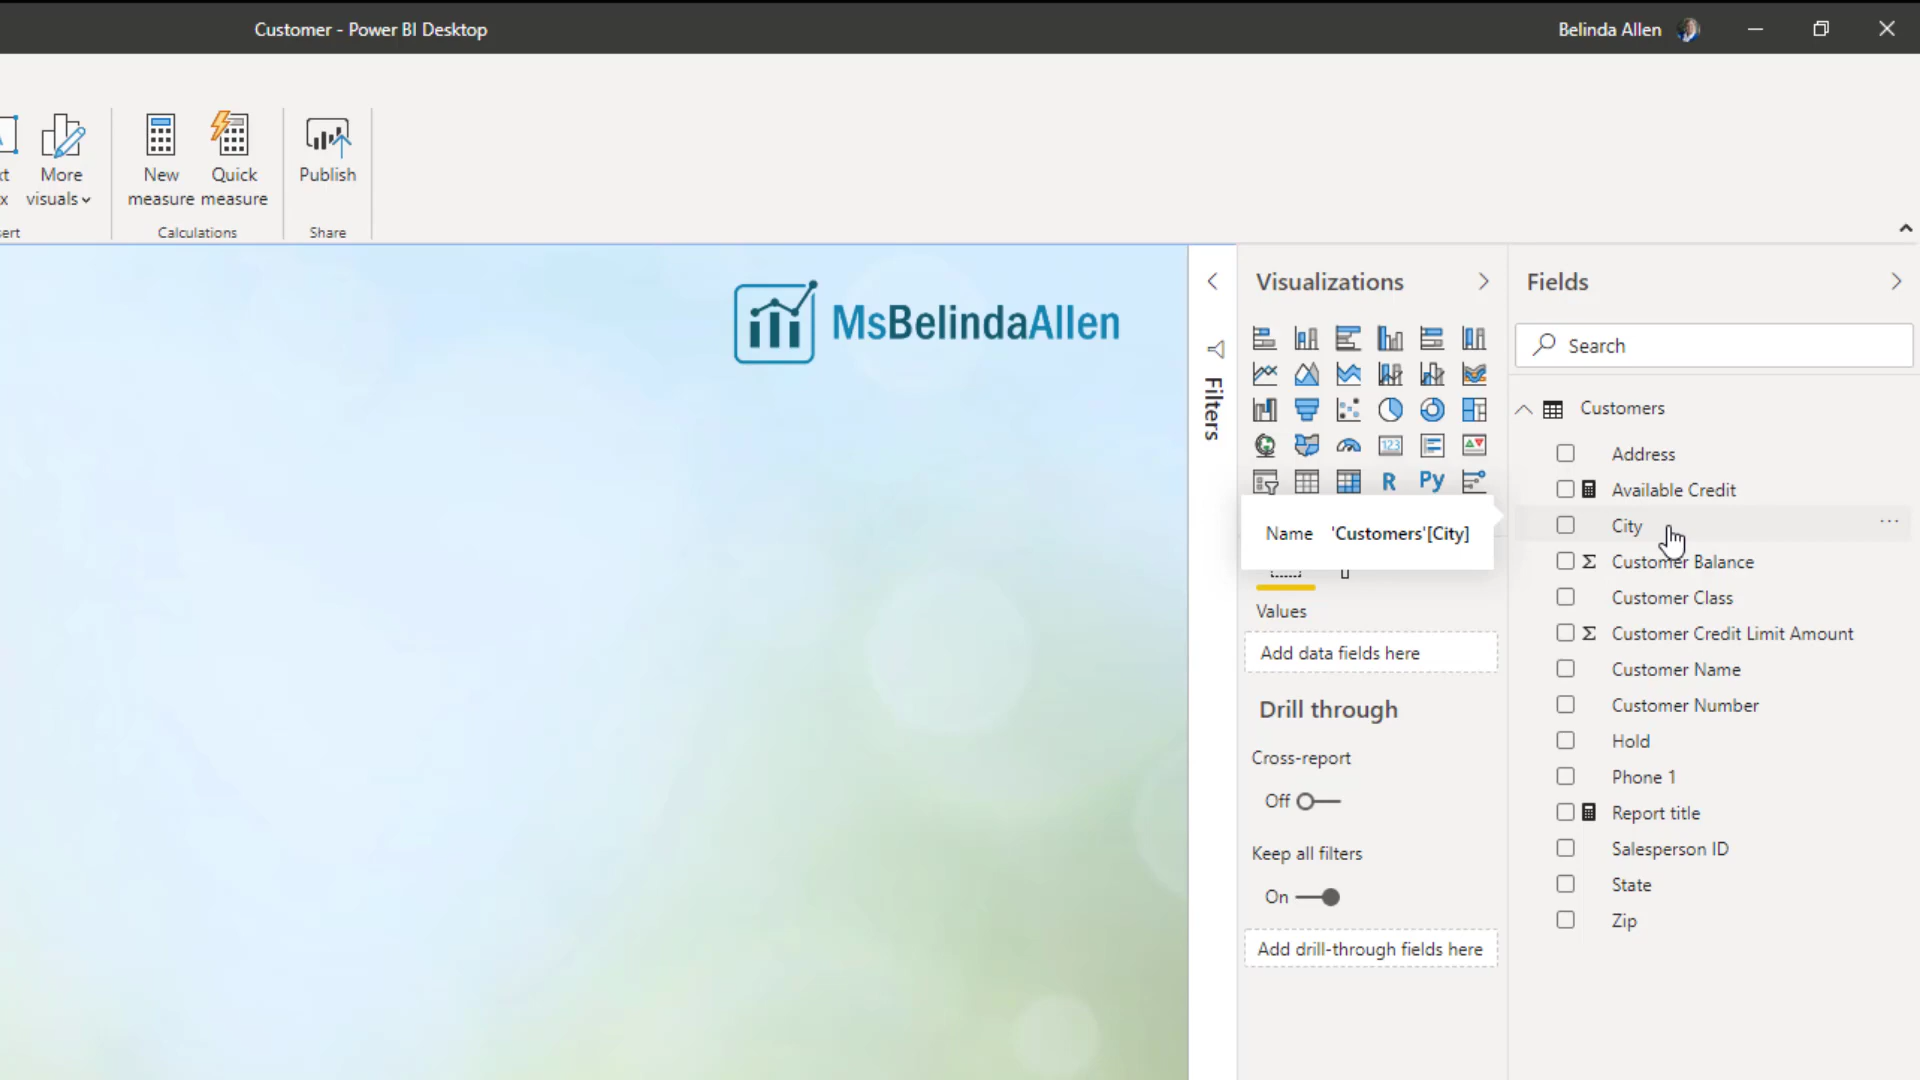 Customer - Power BI Desktop
Belinda Allen
More
visuals
New
measure
Quick
measure
Publish
Calculations
Share
MsBelindaAllen
Filters
Visualizations
123
R
Py
Name 'Customers'[City]
Values
Add data fields here
Drill through
Cross-report
Off
Keep all filters
On
Add drill-through fields here
Fields
Search
Customers
Address
Available Credit
City
Σ Customer Balance
Customer Class
Σ Customer Credit Limit Amount
Customer Name
Customer Number
Hold
Phone 1
Report title
Salesperson ID
State
Zip